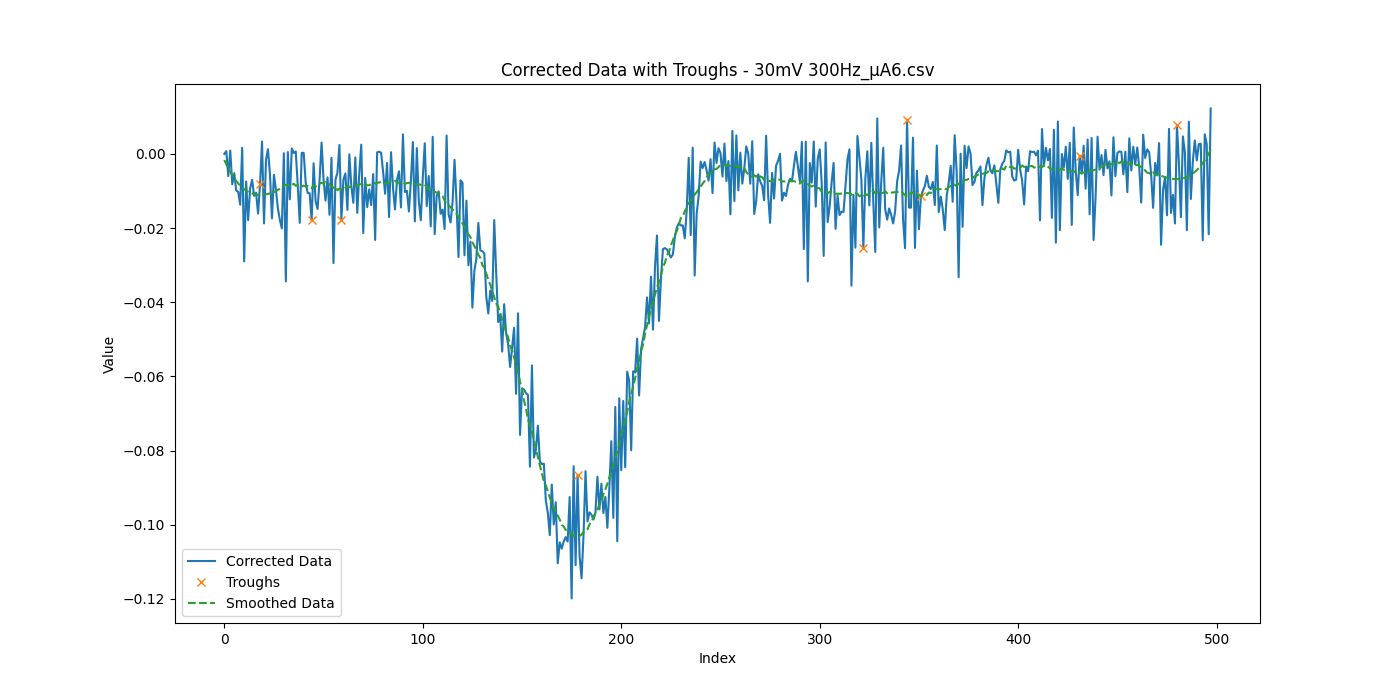 Corrected Data with Troughs - 30mV 300Hz_µA6.csv
Value
0.00
−0.02
−0.04
−0.06
−0.08
−0.10
−0.12
Corrected Data
Troughs
Smoothed Data
0 100 200 300 400 500
Index